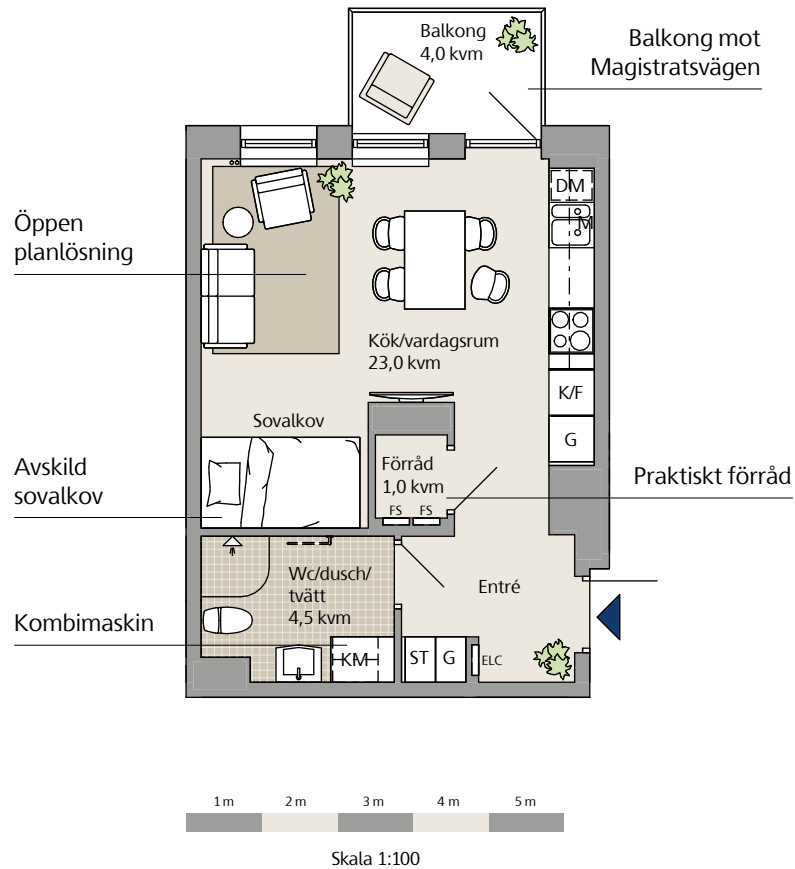 Balkong
4,0 kvm
Balkong mot
Magistratsvägen
DM
M
Öppen
planlösning
Kök/vardagsrum
23,0 kvm
K/F
Sovalkov
G
Avskild
sovalkov
Förråd
1,0 kvm
FS FS
Praktiskt förråd
Wc/dusch/
tvätt
4,5 kvm
Entré
Kombimaskin
KM
ST G
ELC
1 m 2 m 3 m 4 m 5 m
Skala 1:100